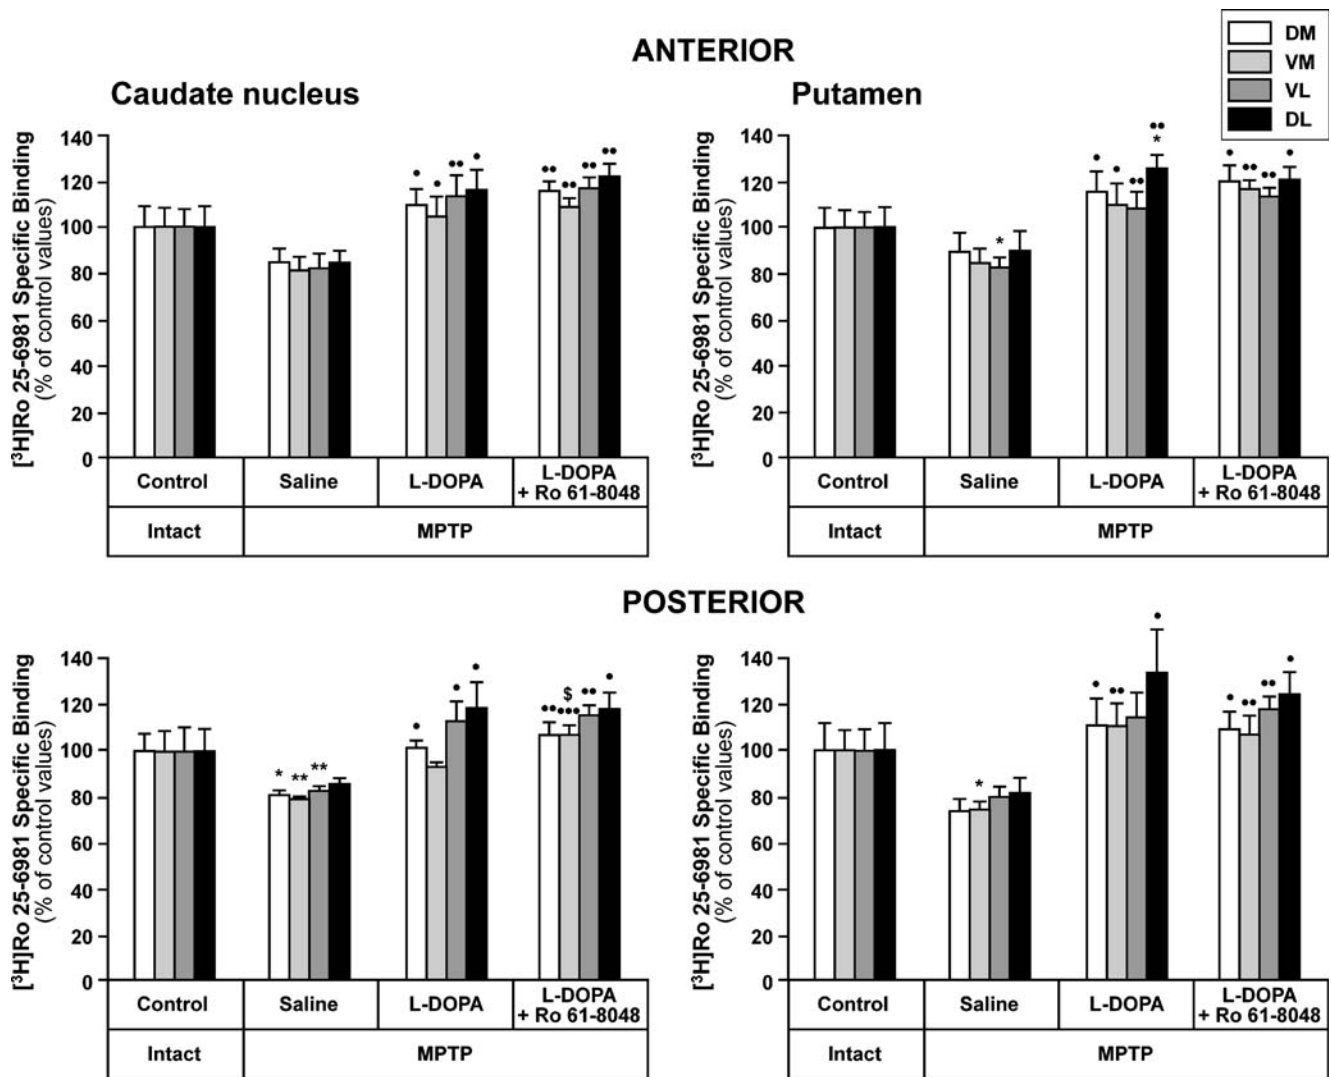 DM
VM
VL
DL
ANTERIOR
Caudate nucleus
[³H]Ro 25-6981 Specific Binding
(% of control values)
140
120
100
80
60
40
20
0
• • •• •
•• •• •• ••
Control Saline L-DOPA L-DOPA
+ Ro 61-8048
Intact MPTP
Putamen
[³H]Ro 25-6981 Specific Binding
(% of control values)
140
120
100
80
60
40
20
0
*
• • •• ••
*
• •• •• •
Control Saline L-DOPA L-DOPA
+ Ro 61-8048
Intact MPTP
POSTERIOR
[³H]Ro 25-6981 Specific Binding
(% of control values)
140
120
100
80
60
40
20
0
* ** **
• • •
$
•• ••• •• •
Control Saline L-DOPA L-DOPA
+ Ro 61-8048
Intact MPTP
[³H]Ro 25-6981 Specific Binding
(% of control values)
140
120
100
80
60
40
20
0
*
• •• •
• •• •• •
Control Saline L-DOPA L-DOPA
+ Ro 61-8048
Intact MPTP